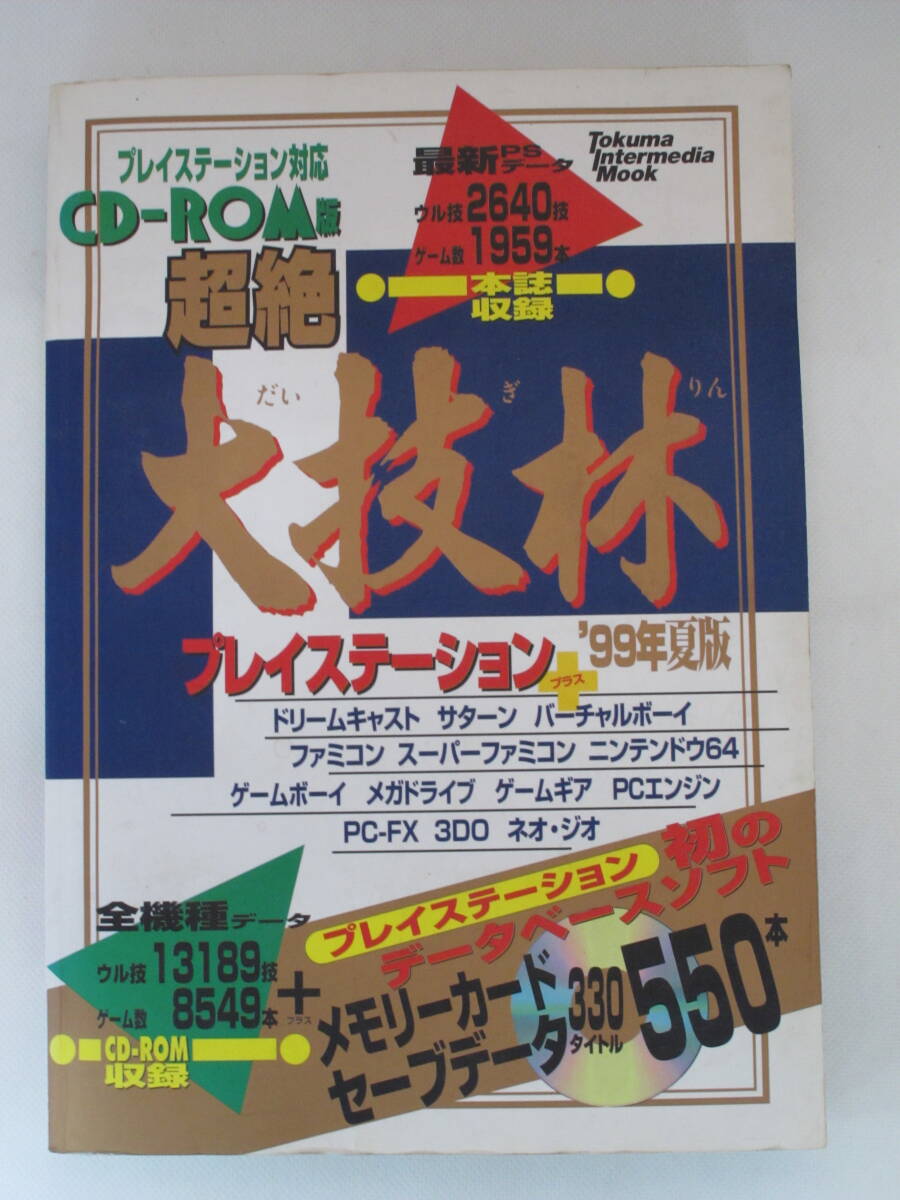 プレイステーション対応
CD-ROM版
超絶
最新PSデータ
ウル技2640技
ゲーム数1959本
本誌
収録
Tokuma
Intermedia
Mook
だい ぎ りん
大技林
プレイステーション
プラス
'99年夏版
ドリームキャスト サターン バーチャルボーイ
ファミコン スーパーファミコン ニンテンドウ64
ゲームボーイ メガドライブ ゲームギア PCエンジン
PC-FX 3DO ネオ・ジオ
全機種データ
ウル技13189技
ゲーム数8549本
+
プラス
CD-ROM
収録
プレイステーション初の
データベースソフト
メモリーカード
セーブデータ
330
タイトル
550本